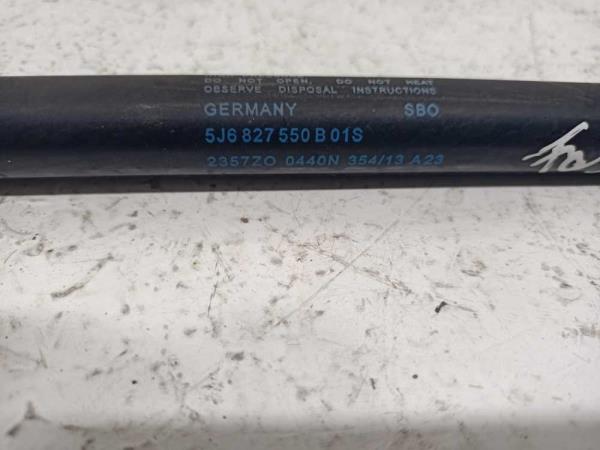 DO NOT OPEN, DO NOT HEAT
OBSERVE DISPOSAL INSTRUCTIONS
GERMANY SBO
5J6 827 550 B 01S
2357ZO 0440N 354/13 A23